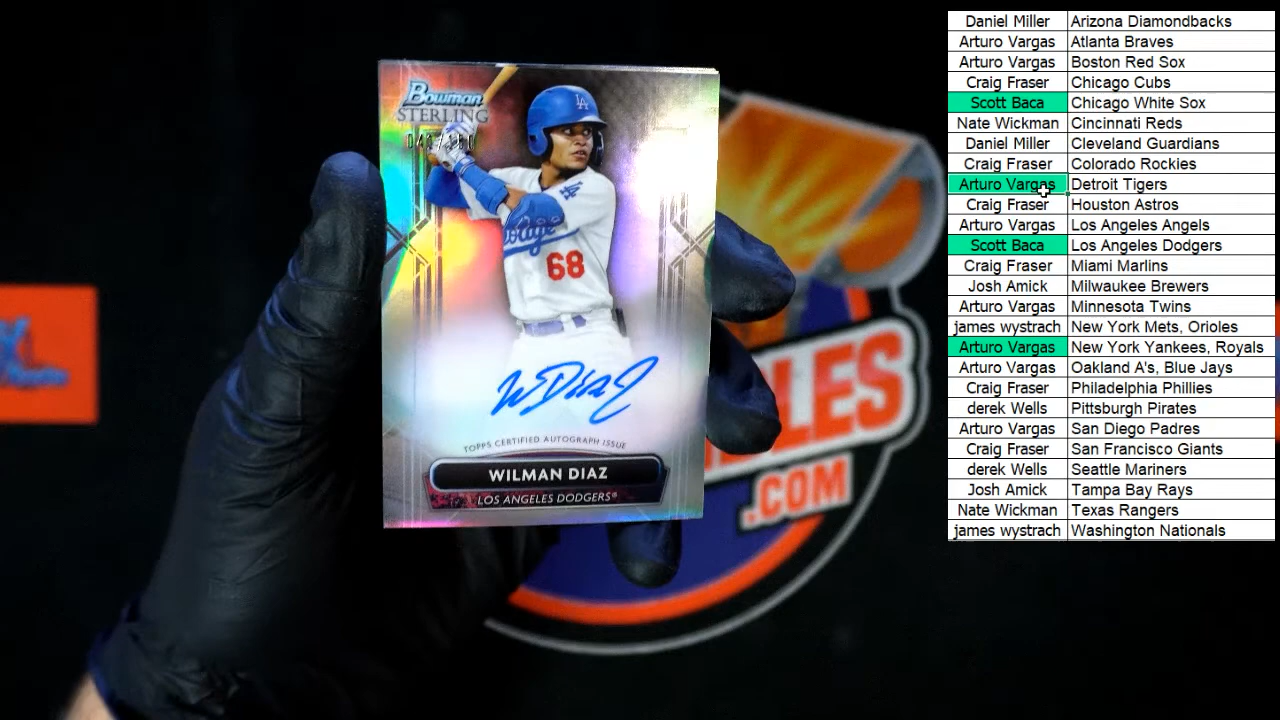 Bowman
STERLING
Dodgers
68
W Diaz
TOPPS CERTIFIED AUTOGRAPH ISSUE
WILMAN DIAZ
LOS ANGELES DODGERS®
LES
.COM
Daniel Miller Arizona Diamondbacks
Arturo Vargas Atlanta Braves
Arturo Vargas Boston Red Sox
Craig Fraser Chicago Cubs
Scott Baca Chicago White Sox
Nate Wickman Cincinnati Reds
Daniel Miller Cleveland Guardians
Craig Fraser Colorado Rockies
Arturo Vargas Detroit Tigers
Craig Fraser Houston Astros
Arturo Vargas Los Angeles Angels
Scott Baca Los Angeles Dodgers
Craig Fraser Miami Marlins
Josh Amick Milwaukee Brewers
Arturo Vargas Minnesota Twins
james wystrach New York Mets, Orioles
Arturo Vargas New York Yankees, Royals
Arturo Vargas Oakland A's, Blue Jays
Craig Fraser Philadelphia Phillies
derek Wells Pittsburgh Pirates
Arturo Vargas San Diego Padres
Craig Fraser San Francisco Giants
derek Wells Seattle Mariners
Josh Amick Tampa Bay Rays
Nate Wickman Texas Rangers
james wystrach Washington Nationals